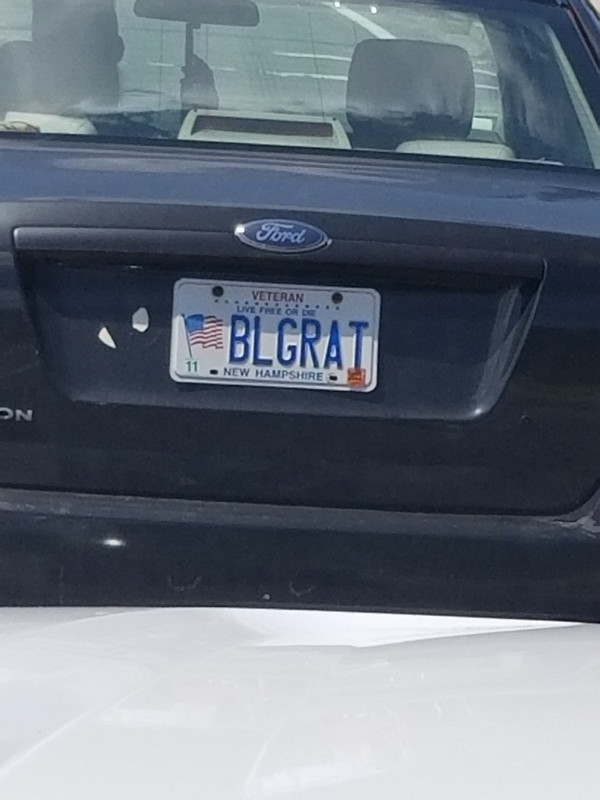 Ford
VETERAN
LIVE FREE OR DIE
BLGRAT
11
NEW HAMPSHIRE
ON